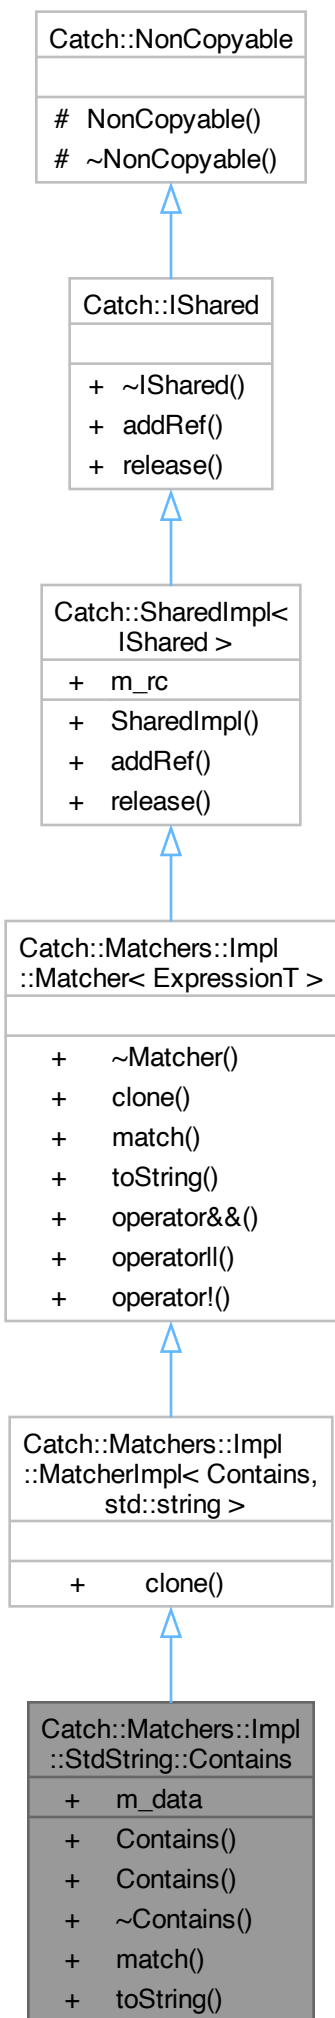 Catch::NonCopyable
# NonCopyable()
# ~NonCopyable()
Catch::IShared
+ ~IShared()
+ addRef()
+ release()
Catch::SharedImpl<
IShared >
+ m_rc
+ SharedImpl()
+ addRef()
+ release()
Catch::Matchers::Impl
::Matcher< ExpressionT >
+ ~Matcher()
+ clone()
+ match()
+ toString()
+ operator&&()
+ operator||()
+ operator!()
Catch::Matchers::Impl
::MatcherImpl< Contains,
std::string >
+ clone()
Catch::Matchers::Impl
::StdString::Contains
+ m_data
+ Contains()
+ Contains()
+ ~Contains()
+ match()
+ toString()